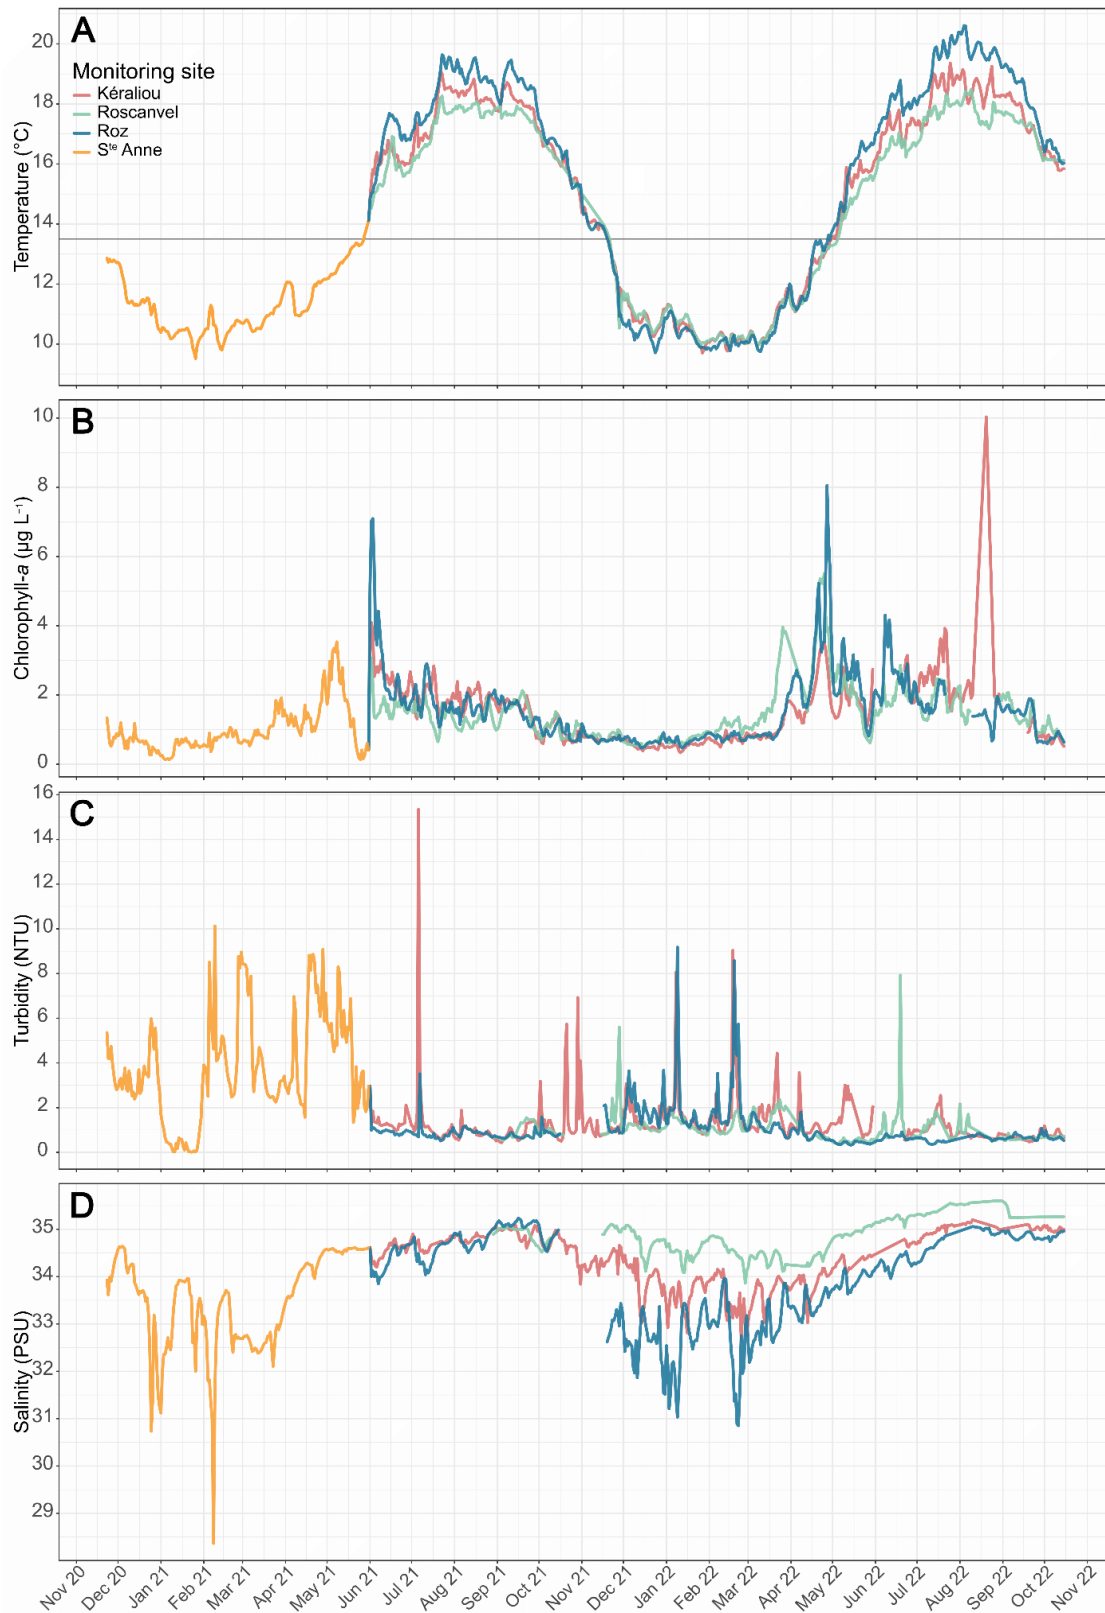 A
Monitoring site
Kéraliou
Roscanvel
Roz
Ste Anne
Temperature (°C)
20
18
16
14
12
10
B
Chlorophyll-a (µg L⁻¹)
10
8
6
4
2
0
C
Turbidity (NTU)
16
14
12
10
8
6
4
2
0
D
Salinity (PSU)
35
34
33
32
31
30
29
Nov 20
Dec 20
Jan 21
Feb 21
Mar 21
Apr 21
May 21
Jun 21
Jul 21
Aug 21
Sep 21
Oct 21
Nov 21
Dec 21
Jan 22
Feb 22
Mar 22
Apr 22
May 22
Jun 22
Jul 22
Aug 22
Sep 22
Oct 22
Nov 22